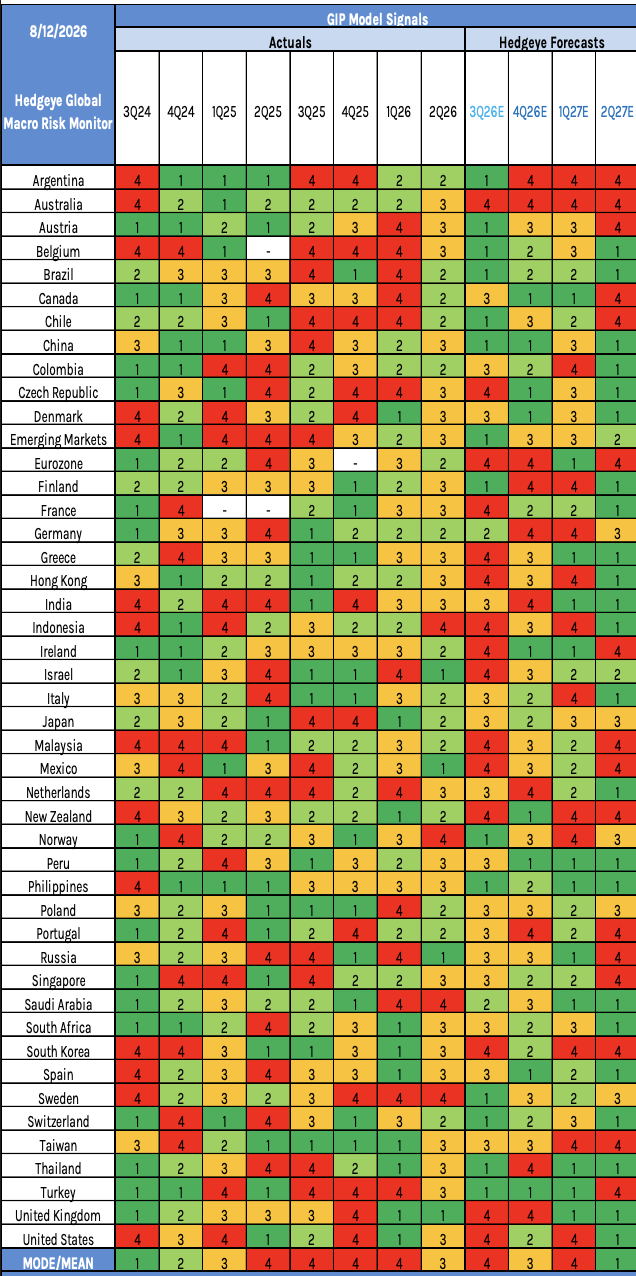 8/12/2026
GIP Model Signals
Actuals Hedgeye Forecasts
Hedgeye Global
Macro Risk Monitor
3Q24 4Q24 1Q25 2Q25 3Q25 4Q25 1Q26 2Q26 3Q26E 4Q26E 1Q27E 2Q27E
Argentina 4 1 1 1 4 4 2 2 1 4 4 4
Australia 4 2 1 2 2 2 2 3 4 4 4 4
Austria 1 1 2 1 2 3 4 3 1 3 3 4
Belgium 4 4 1 - 4 4 4 3 1 2 3 1
Brazil 2 3 3 3 4 1 4 2 1 2 2 1
Canada 1 1 3 4 3 3 4 2 3 1 1 4
Chile 2 2 3 1 4 4 4 2 1 3 2 4
China 3 1 1 3 4 3 2 3 1 1 3 1
Colombia 1 1 4 4 2 3 2 2 3 2 4 1
Czech Republic 1 3 1 4 2 4 4 3 4 1 3 1
Denmark 4 2 4 3 2 4 1 3 3 1 3 1
Emerging Markets 4 1 4 4 4 3 2 3 1 3 3 2
Eurozone 1 2 2 4 3 - 3 2 4 4 1 4
Finland 2 2 3 3 3 1 2 3 1 4 4 1
France 1 4 - - 2 1 3 3 4 2 2 1
Germany 1 3 3 4 1 2 2 2 2 4 4 3
Greece 2 4 3 3 1 1 3 3 4 3 1 1
Hong Kong 3 1 2 2 1 2 2 3 4 3 4 1
India 4 2 4 4 1 4 3 3 3 4 1 1
Indonesia 4 1 4 2 3 2 2 4 4 3 4 1
Ireland 1 1 2 3 3 3 3 2 4 1 1 4
Israel 2 1 3 4 1 1 4 1 4 3 2 2
Italy 3 3 2 4 1 1 3 2 3 2 4 1
Japan 2 3 2 1 4 4 1 2 3 2 3 3
Malaysia 4 4 4 1 2 2 3 2 4 3 2 4
Mexico 3 4 1 3 4 2 3 1 4 3 2 4
Netherlands 2 2 4 4 4 2 4 3 3 4 2 1
New Zealand 4 3 2 3 2 2 1 2 4 1 4 4
Norway 1 4 2 2 3 1 3 4 1 3 4 3
Peru 1 2 4 3 1 3 2 3 3 1 1 1
Philippines 4 1 1 1 3 3 3 3 1 2 1 1
Poland 3 2 3 1 1 1 4 2 3 3 2 3
Portugal 1 2 4 1 2 4 2 2 3 4 2 4
Russia 3 2 3 4 4 1 4 1 3 3 1 4
Singapore 1 4 4 1 4 2 2 3 3 2 2 4
Saudi Arabia 1 2 3 2 2 1 4 4 2 3 1 1
South Africa 1 1 2 4 2 3 1 3 3 2 3 1
South Korea 4 4 3 1 1 3 1 3 4 2 4 4
Spain 4 2 3 4 3 3 1 3 3 1 2 1
Sweden 4 2 3 2 3 4 4 4 1 3 2 3
Switzerland 1 4 1 4 3 1 3 2 1 2 3 1
Taiwan 3 4 2 1 1 1 1 3 3 3 4 4
Thailand 1 2 3 4 4 2 1 3 1 4 1 1
Turkey 1 1 4 1 4 4 4 3 1 1 1 4
United Kingdom 1 2 3 3 3 4 1 1 4 4 1 1
United States 4 3 4 1 2 4 3 3 4 2 4 1
MODE/MEAN 1 2 3 4 4 4 4 3 4 3 4 1